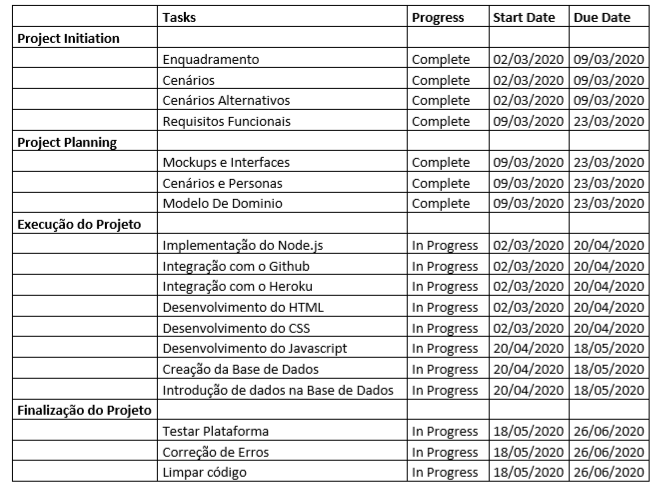 Tasks Progress Start Date Due Date
Project Initiation
Enquadramento Complete 02/03/2020 09/03/2020
Cenários Complete 02/03/2020 09/03/2020
Cenários Alternativos Complete 02/03/2020 09/03/2020
Requisitos Funcionais Complete 09/03/2020 23/03/2020
Project Planning
Mockups e Interfaces Complete 09/03/2020 23/03/2020
Cenários e Personas Complete 09/03/2020 23/03/2020
Modelo De Dominio Complete 09/03/2020 23/03/2020
Execução do Projeto
Implementação do Node.js In Progress 02/03/2020 20/04/2020
Integração com o Github In Progress 02/03/2020 20/04/2020
Integração com o Heroku In Progress 02/03/2020 20/04/2020
Desenvolvimento do HTML In Progress 02/03/2020 20/04/2020
Desenvolvimento do CSS In Progress 02/03/2020 20/04/2020
Desenvolvimento do Javascript In Progress 20/04/2020 18/05/2020
Creação da Base de Dados In Progress 20/04/2020 18/05/2020
Introdução de dados na Base de Dados In Progress 20/04/2020 18/05/2020
Finalização do Projeto
Testar Plataforma In Progress 18/05/2020 26/06/2020
Correção de Erros In Progress 18/05/2020 26/06/2020
Limpar código In Progress 18/05/2020 26/06/2020